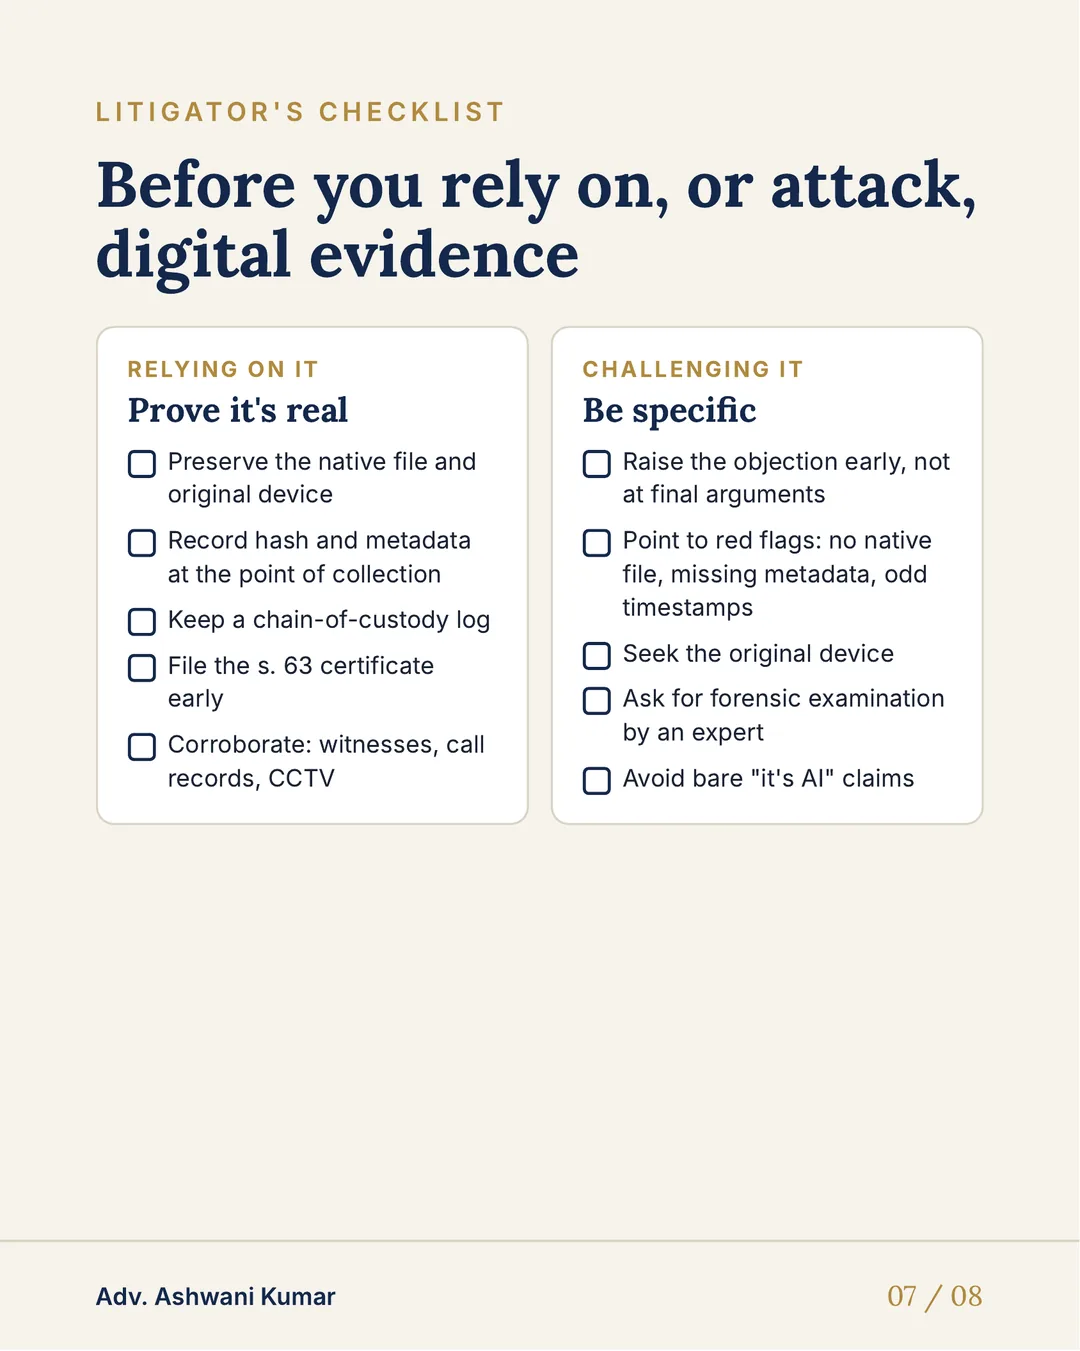 LITIGATOR'S CHECKLIST
Before you rely on, or attack,
digital evidence
RELYING ON IT
Prove it's real
Preserve the native file and
original device
Record hash and metadata
at the point of collection
Keep a chain-of-custody log
File the s. 63 certificate
early
Corroborate: witnesses, call
records, CCTV
CHALLENGING IT
Be specific
Raise the objection early, not
at final arguments
Point to red flags: no native
file, missing metadata, odd
timestamps
Seek the original device
Ask for forensic examination
by an expert
Avoid bare "it's AI" claims
Adv. Ashwani Kumar
07 / 08